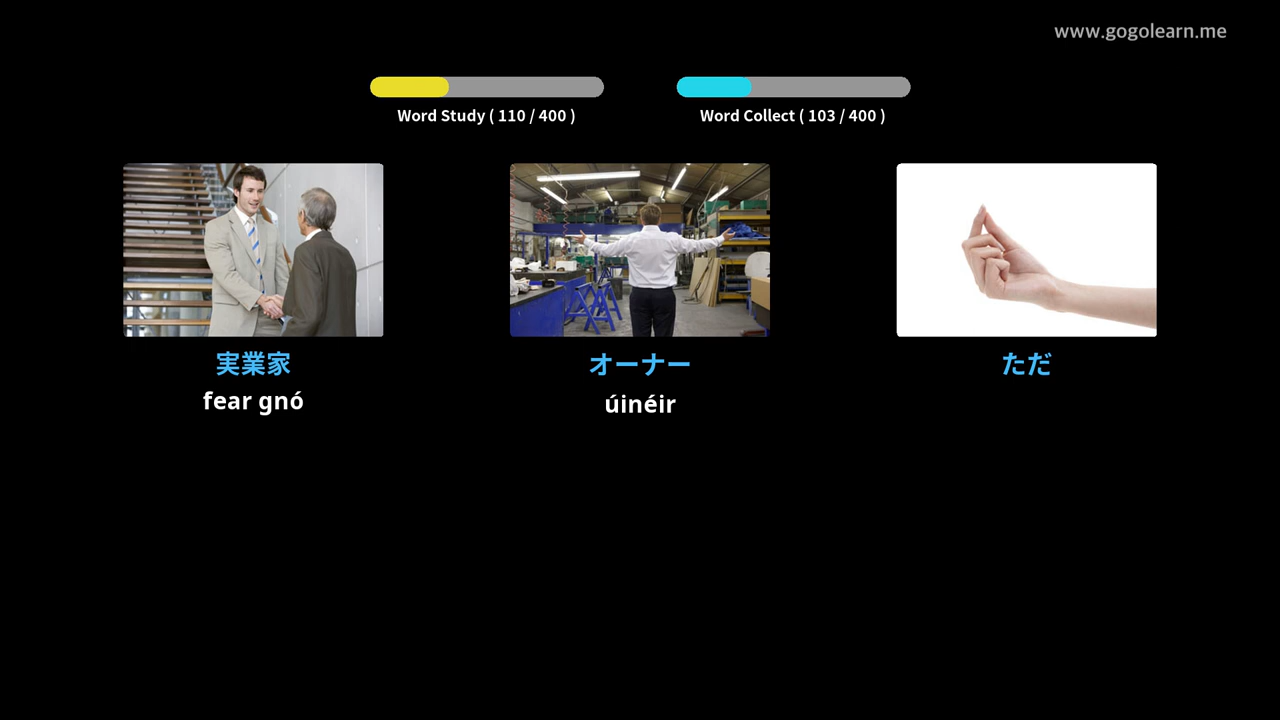 www.gogolearn.me
Word Study ( 110 / 400 )
Word Collect ( 103 / 400 )
実業家
オーナー
ただ
fear gnó
úinéir